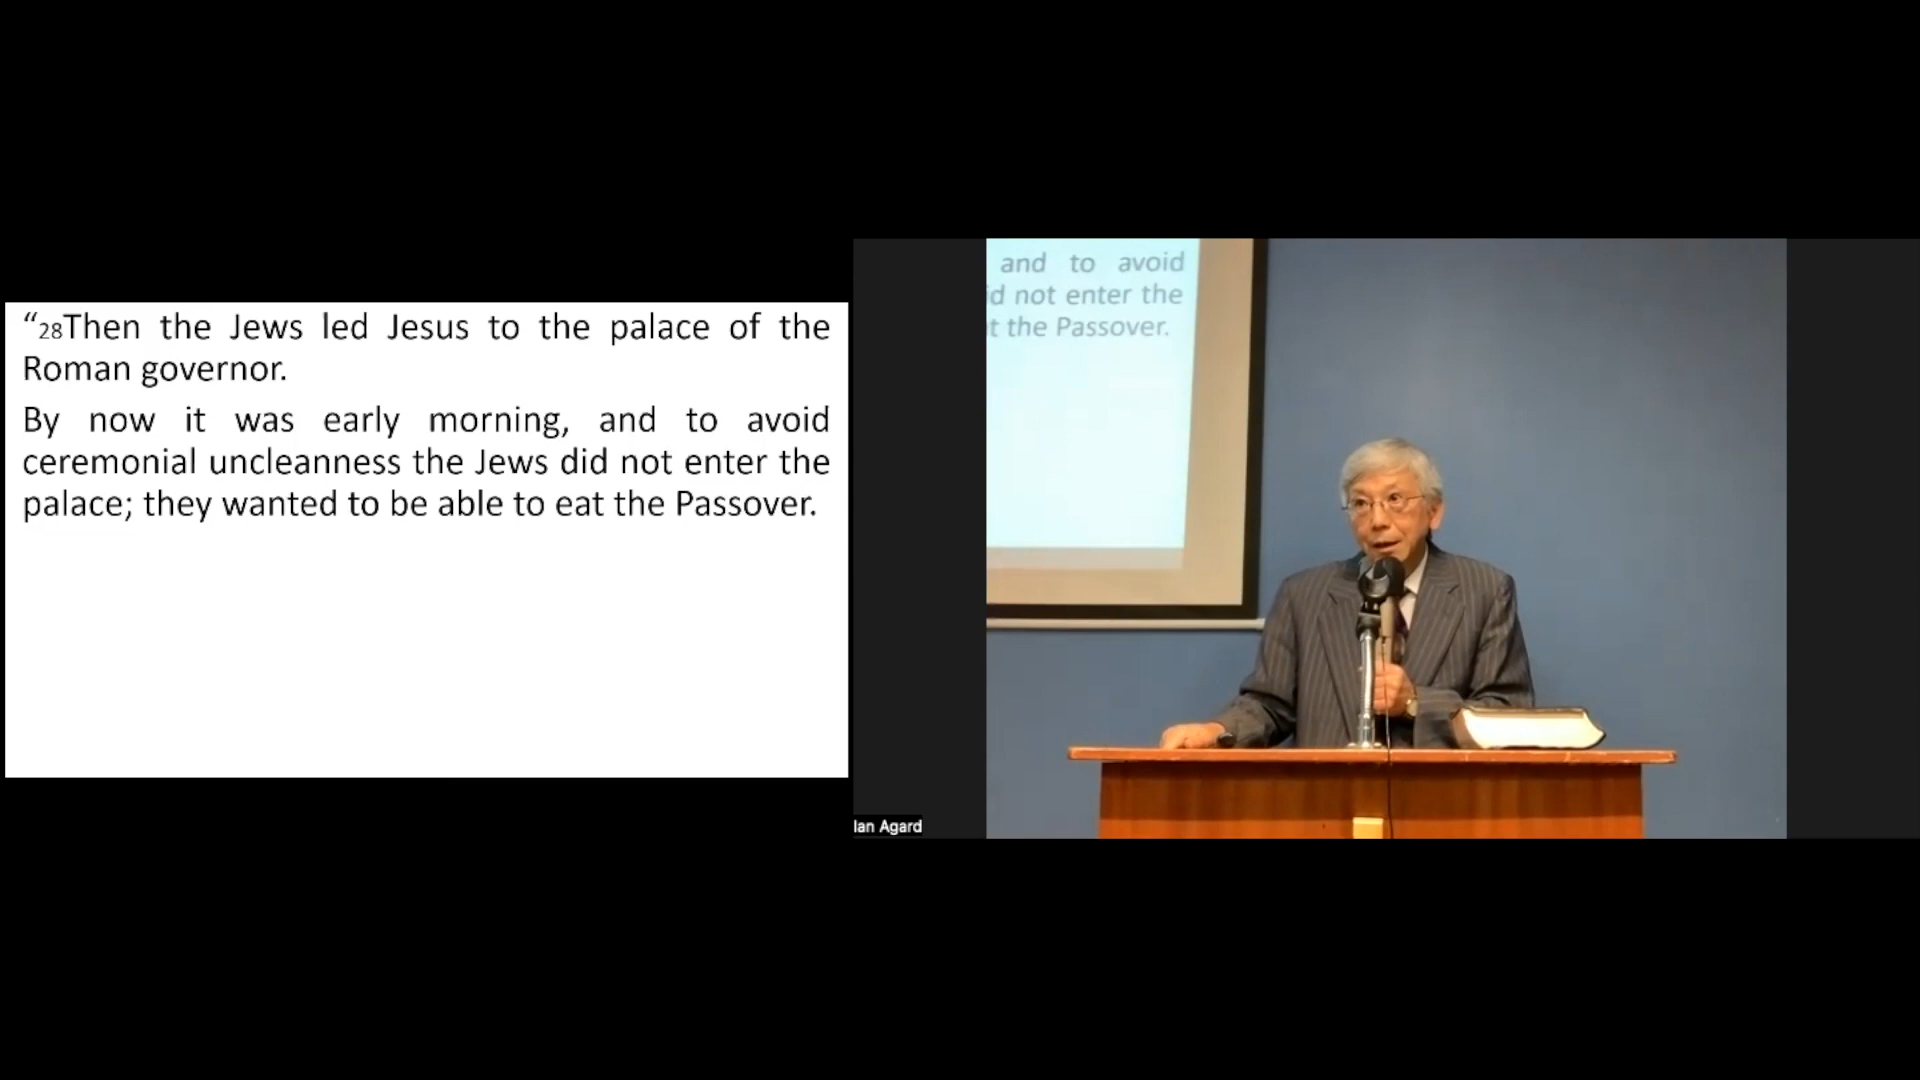 “28Then the Jews led Jesus to the palace of the
Roman governor.
By now it was early morning, and to avoid
ceremonial uncleanness the Jews did not enter the
palace; they wanted to be able to eat the Passover.
and to avoid
id not enter the
t the Passover.
Ian Agard